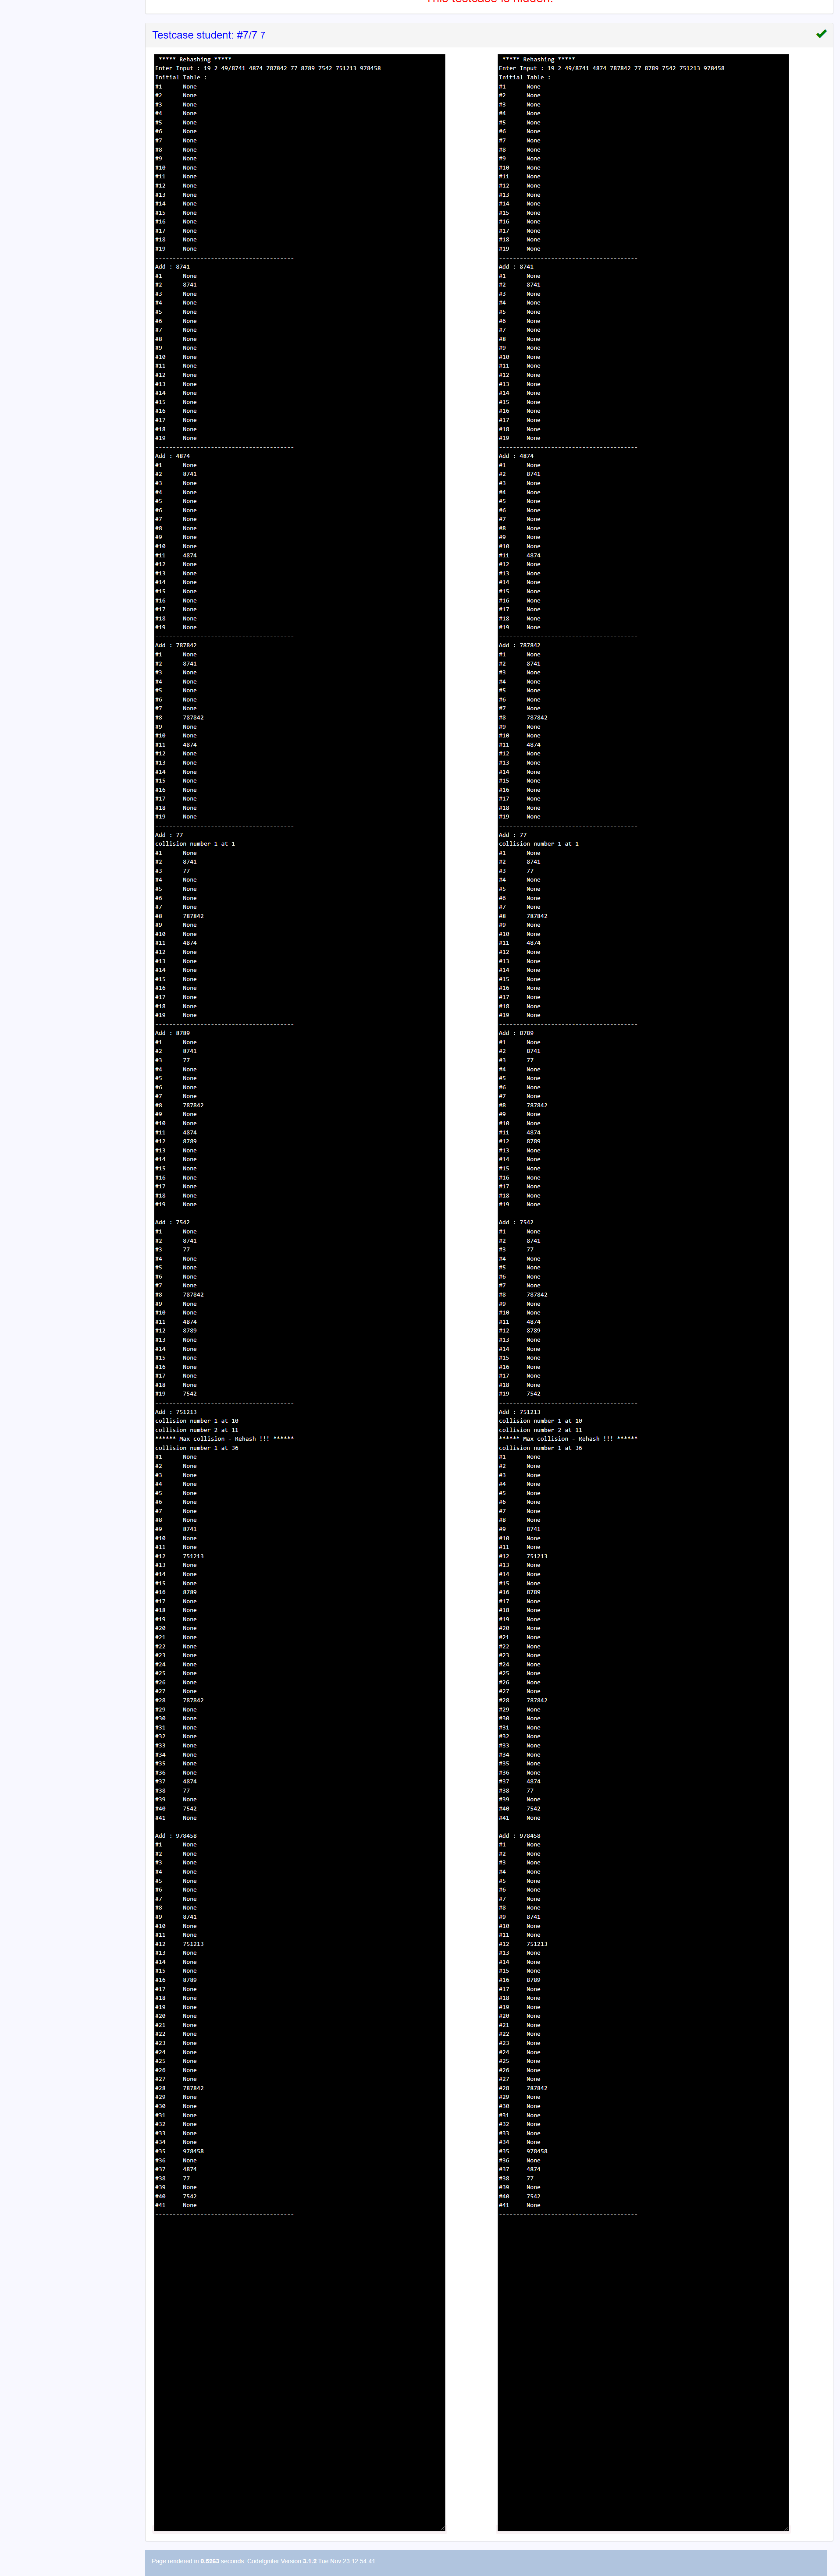 This testcase is hidden!
Testcase student: #7/7 7
***** Rehashing *****
Enter Input : 19 2 49/8741 4874 787842 77 8789 7542 751213 978458
Initial Table :
#1 None
#2 None
#3 None
#4 None
#5 None
#6 None
#7 None
#8 None
#9 None
#10 None
#11 None
#12 None
#13 None
#14 None
#15 None
#16 None
#17 None
#18 None
#19 None
----------------------------------------
Add : 8741
#1 None
#2 8741
#3 None
#4 None
#5 None
#6 None
#7 None
#8 None
#9 None
#10 None
#11 None
#12 None
#13 None
#14 None
#15 None
#16 None
#17 None
#18 None
#19 None
----------------------------------------
Add : 4874
#1 None
#2 8741
#3 None
#4 None
#5 None
#6 None
#7 None
#8 None
#9 None
#10 None
#11 4874
#12 None
#13 None
#14 None
#15 None
#16 None
#17 None
#18 None
#19 None
----------------------------------------
Add : 787842
#1 None
#2 8741
#3 None
#4 None
#5 None
#6 None
#7 None
#8 787842
#9 None
#10 None
#11 4874
#12 None
#13 None
#14 None
#15 None
#16 None
#17 None
#18 None
#19 None
----------------------------------------
Add : 77
collision number 1 at 1
#1 None
#2 8741
#3 77
#4 None
#5 None
#6 None
#7 None
#8 787842
#9 None
#10 None
#11 4874
#12 None
#13 None
#14 None
#15 None
#16 None
#17 None
#18 None
#19 None
----------------------------------------
Add : 8789
#1 None
#2 8741
#3 77
#4 None
#5 None
#6 None
#7 None
#8 787842
#9 None
#10 None
#11 4874
#12 8789
#13 None
#14 None
#15 None
#16 None
#17 None
#18 None
#19 None
----------------------------------------
Add : 7542
#1 None
#2 8741
#3 77
#4 None
#5 None
#6 None
#7 None
#8 787842
#9 None
#10 None
#11 4874
#12 8789
#13 None
#14 None
#15 None
#16 None
#17 None
#18 None
#19 7542
----------------------------------------
Add : 751213
collision number 1 at 10
collision number 2 at 11
****** Max collision - Rehash !!! ******
collision number 1 at 36
#1 None
#2 None
#3 None
#4 None
#5 None
#6 None
#7 None
#8 None
#9 8741
#10 None
#11 None
#12 751213
#13 None
#14 None
#15 None
#16 8789
#17 None
#18 None
#19 None
#20 None
#21 None
#22 None
#23 None
#24 None
#25 None
#26 None
#27 None
#28 787842
#29 None
#30 None
#31 None
#32 None
#33 None
#34 None
#35 None
#36 None
#37 4874
#38 77
#39 None
#40 7542
#41 None
----------------------------------------
Add : 978458
#1 None
#2 None
#3 None
#4 None
#5 None
#6 None
#7 None
#8 None
#9 8741
#10 None
#11 None
#12 751213
#13 None
#14 None
#15 None
#16 8789
#17 None
#18 None
#19 None
#20 None
#21 None
#22 None
#23 None
#24 None
#25 None
#26 None
#27 None
#28 787842
#29 None
#30 None
#31 None
#32 None
#33 None
#34 None
#35 978458
#36 None
#37 4874
#38 77
#39 None
#40 7542
#41 None
----------------------------------------
***** Rehashing *****
Enter Input : 19 2 49/8741 4874 787842 77 8789 7542 751213 978458
Initial Table :
#1 None
#2 None
#3 None
#4 None
#5 None
#6 None
#7 None
#8 None
#9 None
#10 None
#11 None
#12 None
#13 None
#14 None
#15 None
#16 None
#17 None
#18 None
#19 None
----------------------------------------
Add : 8741
#1 None
#2 8741
#3 None
#4 None
#5 None
#6 None
#7 None
#8 None
#9 None
#10 None
#11 None
#12 None
#13 None
#14 None
#15 None
#16 None
#17 None
#18 None
#19 None
----------------------------------------
Add : 4874
#1 None
#2 8741
#3 None
#4 None
#5 None
#6 None
#7 None
#8 None
#9 None
#10 None
#11 4874
#12 None
#13 None
#14 None
#15 None
#16 None
#17 None
#18 None
#19 None
----------------------------------------
Add : 787842
#1 None
#2 8741
#3 None
#4 None
#5 None
#6 None
#7 None
#8 787842
#9 None
#10 None
#11 4874
#12 None
#13 None
#14 None
#15 None
#16 None
#17 None
#18 None
#19 None
----------------------------------------
Add : 77
collision number 1 at 1
#1 None
#2 8741
#3 77
#4 None
#5 None
#6 None
#7 None
#8 787842
#9 None
#10 None
#11 4874
#12 None
#13 None
#14 None
#15 None
#16 None
#17 None
#18 None
#19 None
----------------------------------------
Add : 8789
#1 None
#2 8741
#3 77
#4 None
#5 None
#6 None
#7 None
#8 787842
#9 None
#10 None
#11 4874
#12 8789
#13 None
#14 None
#15 None
#16 None
#17 None
#18 None
#19 None
----------------------------------------
Add : 7542
#1 None
#2 8741
#3 77
#4 None
#5 None
#6 None
#7 None
#8 787842
#9 None
#10 None
#11 4874
#12 8789
#13 None
#14 None
#15 None
#16 None
#17 None
#18 None
#19 7542
----------------------------------------
Add : 751213
collision number 1 at 10
collision number 2 at 11
****** Max collision - Rehash !!! ******
collision number 1 at 36
#1 None
#2 None
#3 None
#4 None
#5 None
#6 None
#7 None
#8 None
#9 8741
#10 None
#11 None
#12 751213
#13 None
#14 None
#15 None
#16 8789
#17 None
#18 None
#19 None
#20 None
#21 None
#22 None
#23 None
#24 None
#25 None
#26 None
#27 None
#28 787842
#29 None
#30 None
#31 None
#32 None
#33 None
#34 None
#35 None
#36 None
#37 4874
#38 77
#39 None
#40 7542
#41 None
----------------------------------------
Add : 978458
#1 None
#2 None
#3 None
#4 None
#5 None
#6 None
#7 None
#8 None
#9 8741
#10 None
#11 None
#12 751213
#13 None
#14 None
#15 None
#16 8789
#17 None
#18 None
#19 None
#20 None
#21 None
#22 None
#23 None
#24 None
#25 None
#26 None
#27 None
#28 787842
#29 None
#30 None
#31 None
#32 None
#33 None
#34 None
#35 978458
#36 None
#37 4874
#38 77
#39 None
#40 7542
#41 None
----------------------------------------
Page rendered in 0.5263 seconds. CodeIgniter Version 3.1.2 Tue Nov 23 12:54:41